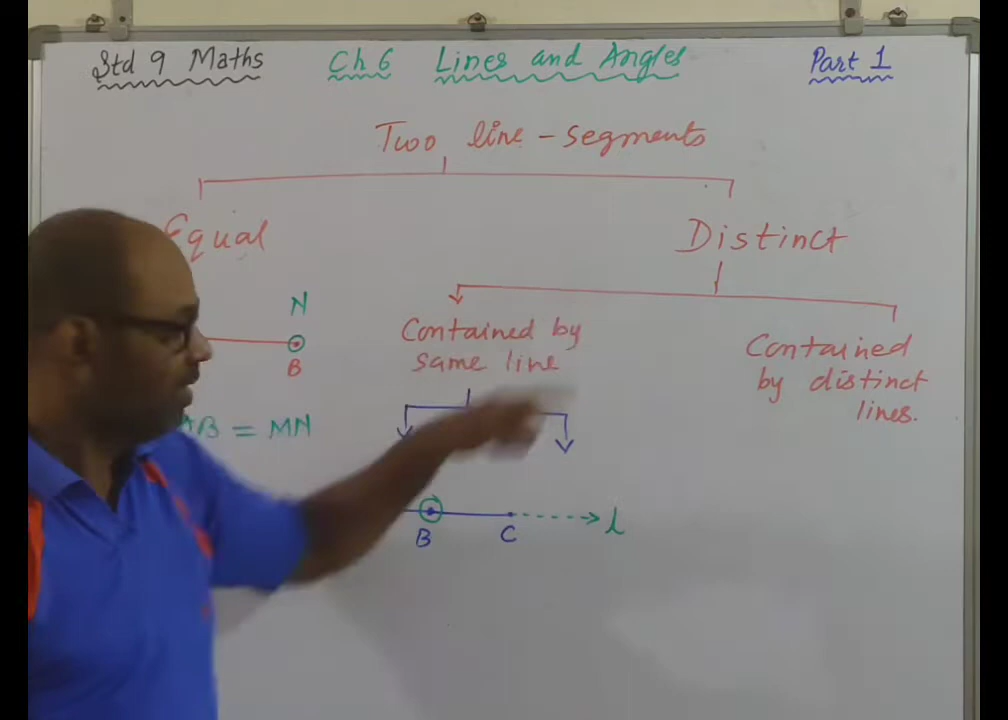 Std 9 Maths Ch 6 Lines and Angles Part 1
Two line-segments
Equal Distinct
N
B
AB = MN
Contained by
same line
Contained
by distinct
lines.
B C l